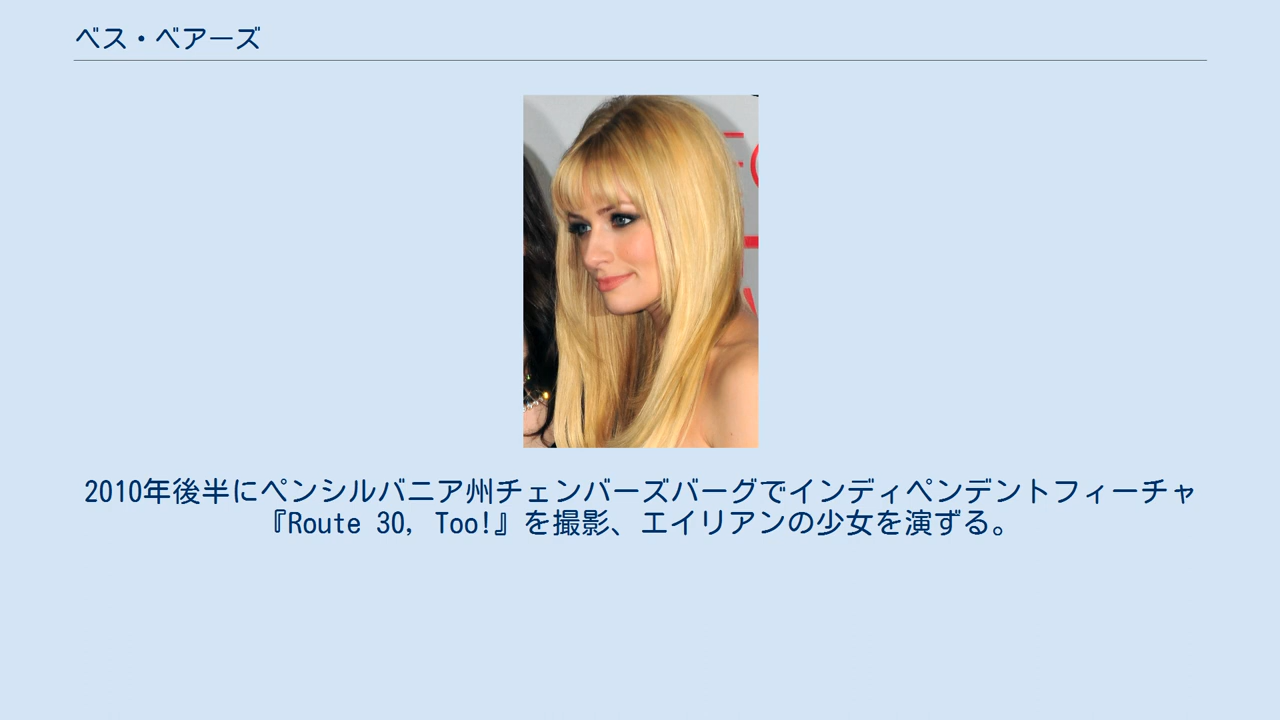 ベス・ベアーズ
2010年後半にペンシルバニア州チェンバーズバーグでインディペンデントフィーチャ
『Route 30, Too!』を撮影、エイリアンの少女を演ずる。